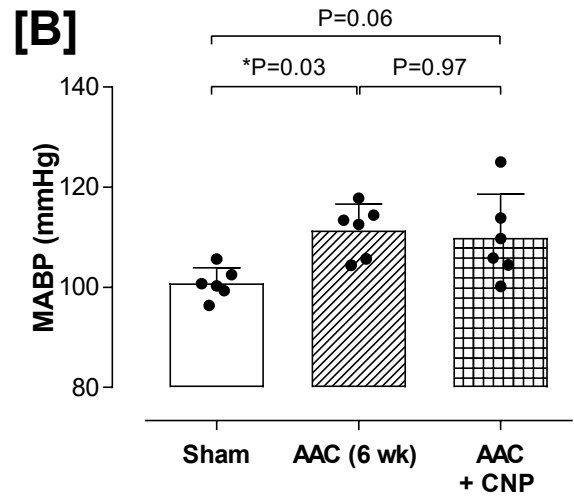 [B]
P=0.06
*P=0.03
P=0.97
140
120
100
80
MABP (mmHg)
Sham
AAC (6 wk)
AAC
+ CNP